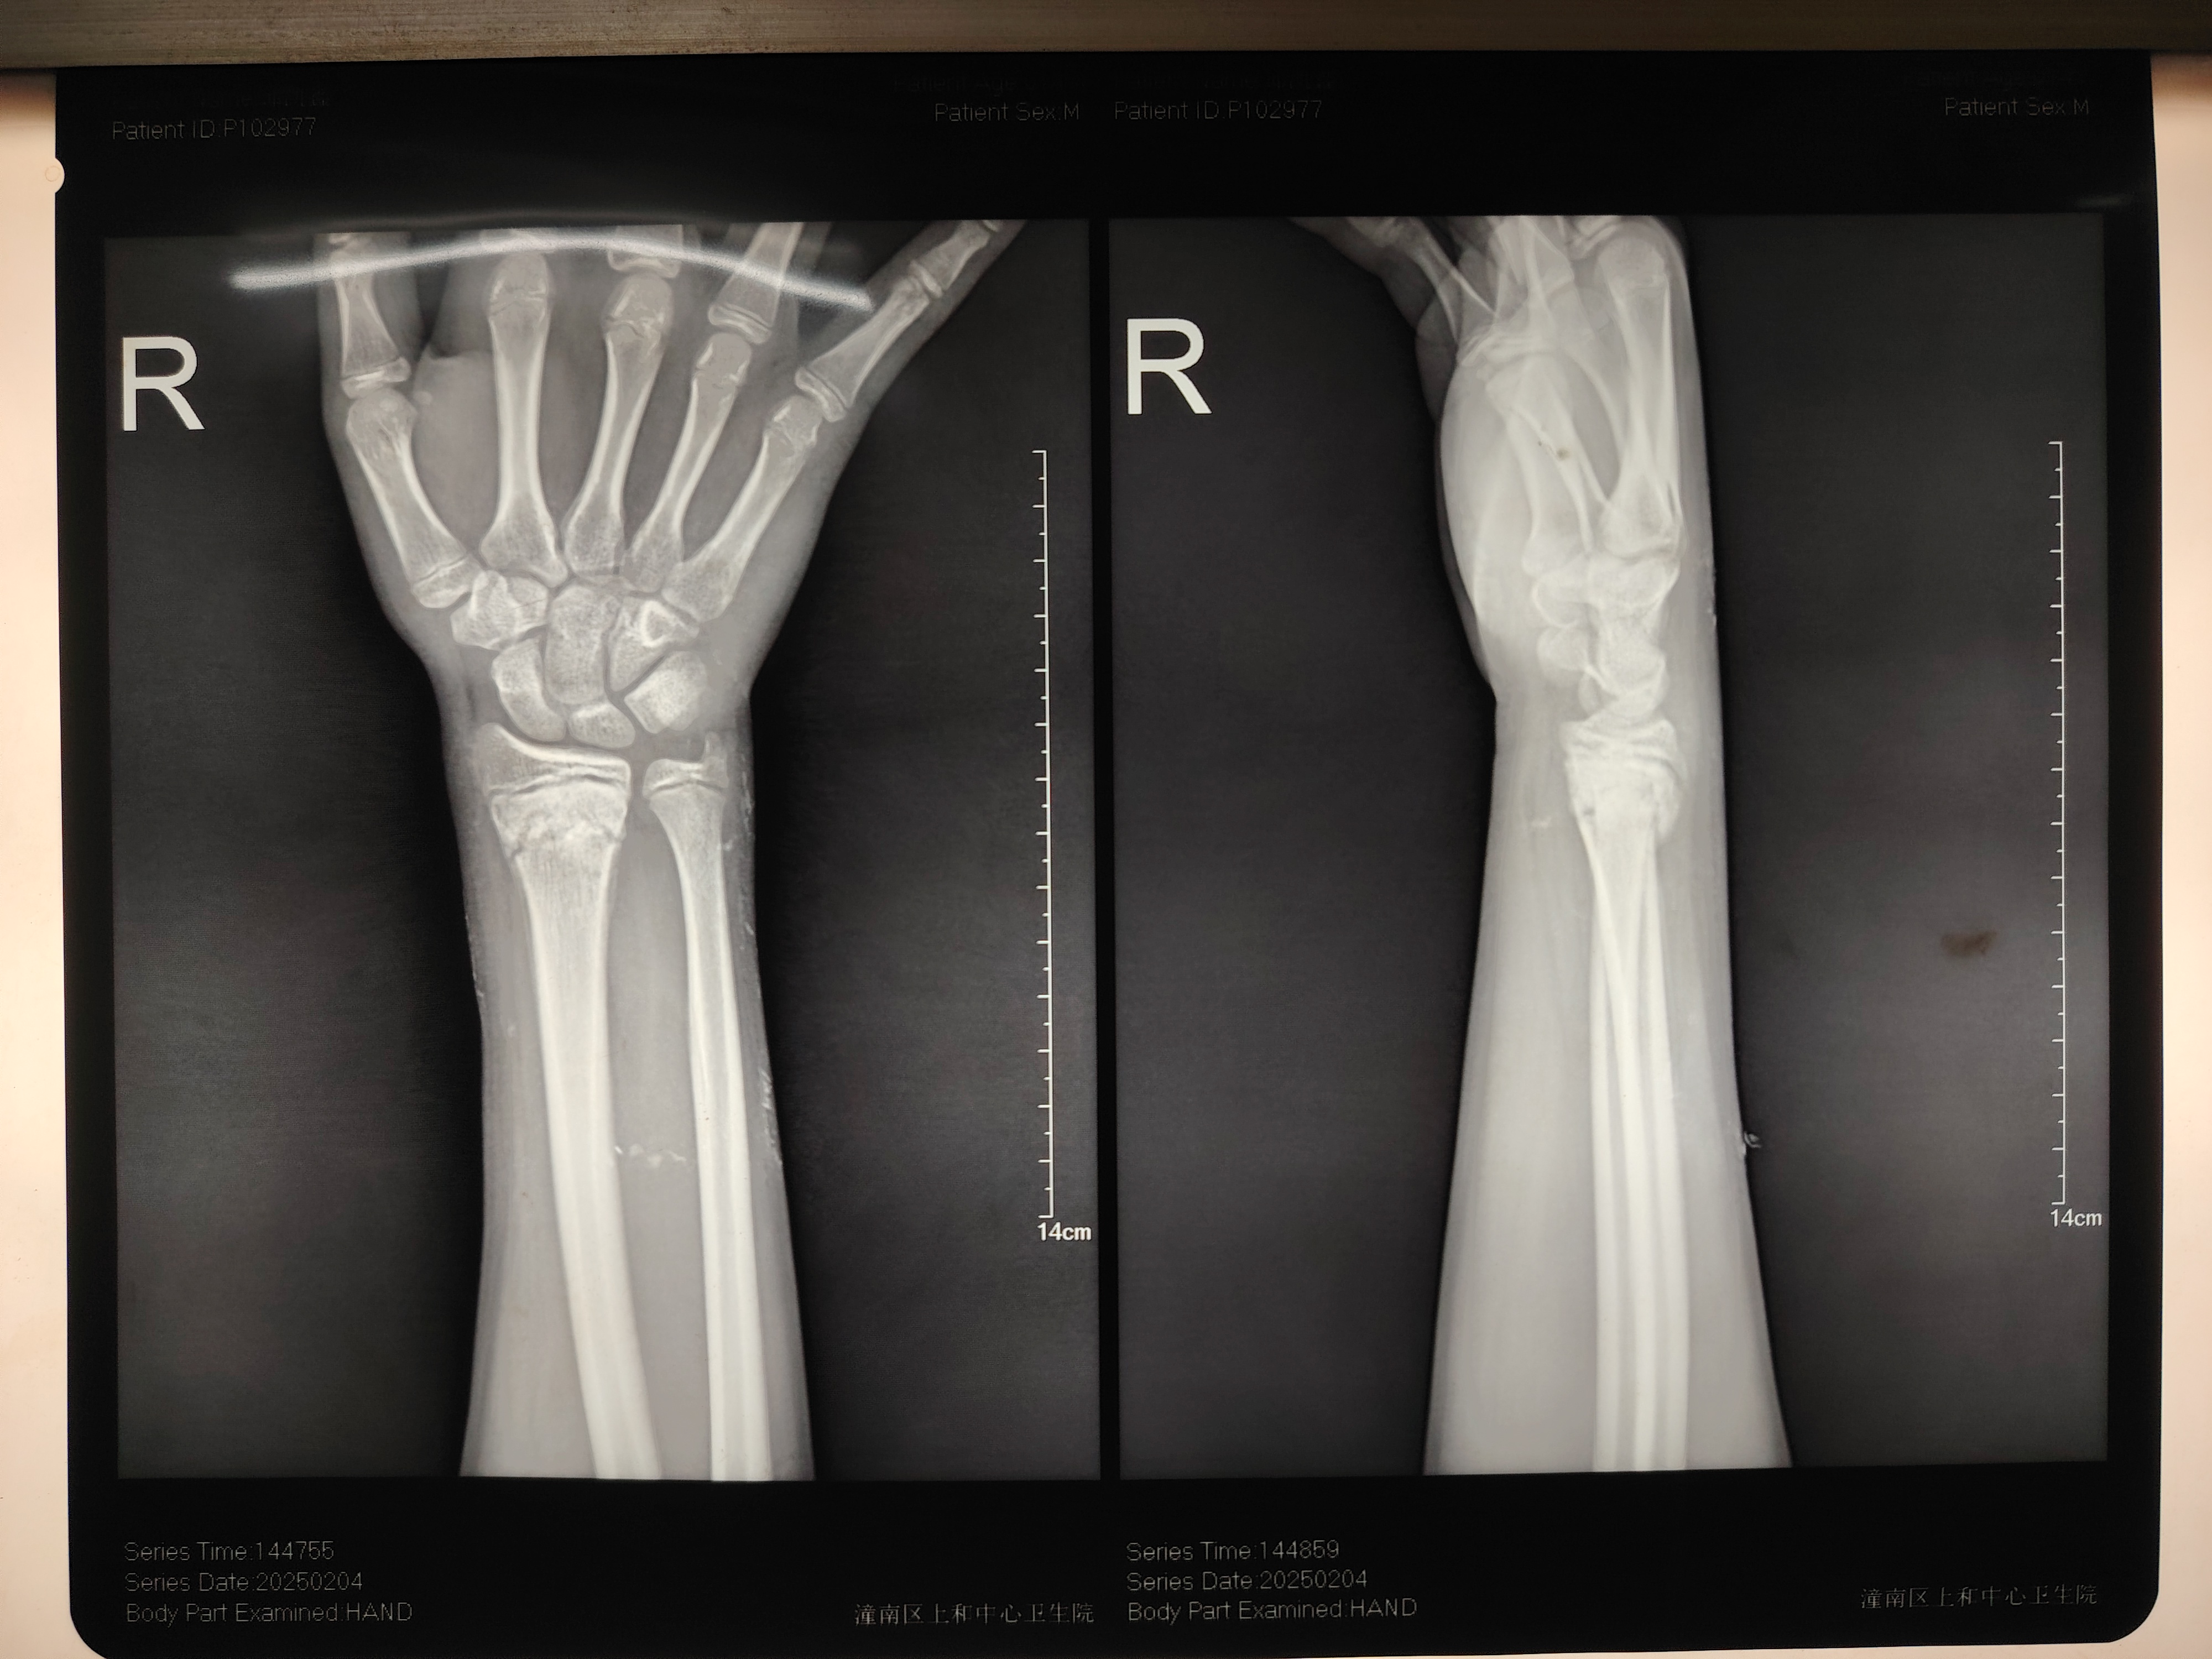 Patient ID:P102977
Patient Sex:M
R
14cm
Series Time:144755
Series Date:20250204
Body Part Examined:HAND
潼南区上和中心卫生院
Patient ID:P102977
Patient Sex:M
R
14cm
Series Time:144859
Series Date:20250204
Body Part Examined:HAND
潼南区上和中心卫生院